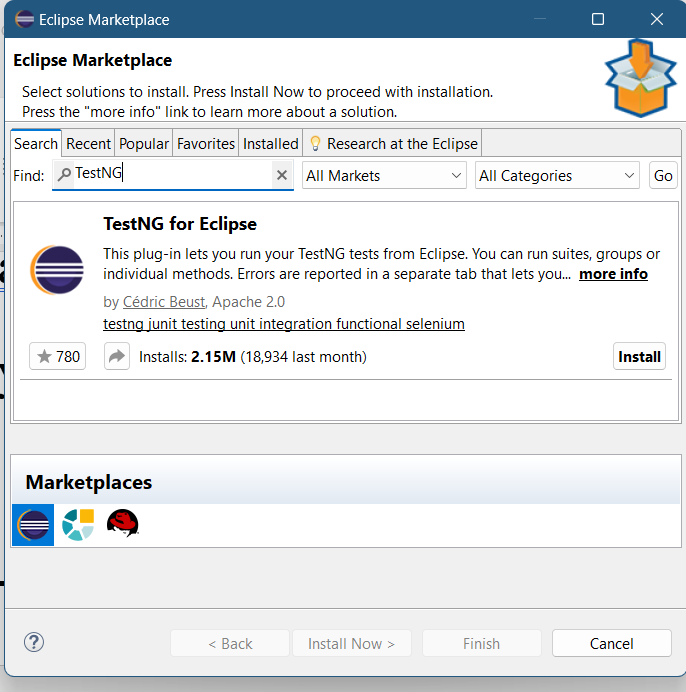 Eclipse Marketplace
Eclipse Marketplace
Select solutions to install. Press Install Now to proceed with installation.
Press the "more info" link to learn more about a solution.
Search Recent Popular Favorites Installed Research at the Eclipse
Find: TestNG All Markets All Categories Go
TestNG for Eclipse
This plug-in lets you run your TestNG tests from Eclipse. You can run suites, groups or
individual methods. Errors are reported in a separate tab that lets you... more info
by Cédric Beust, Apache 2.0
testng junit testing unit integration functional selenium
780 Installs: 2.15M (18,934 last month) Install
Marketplaces
? < Back Install Now > Finish Cancel